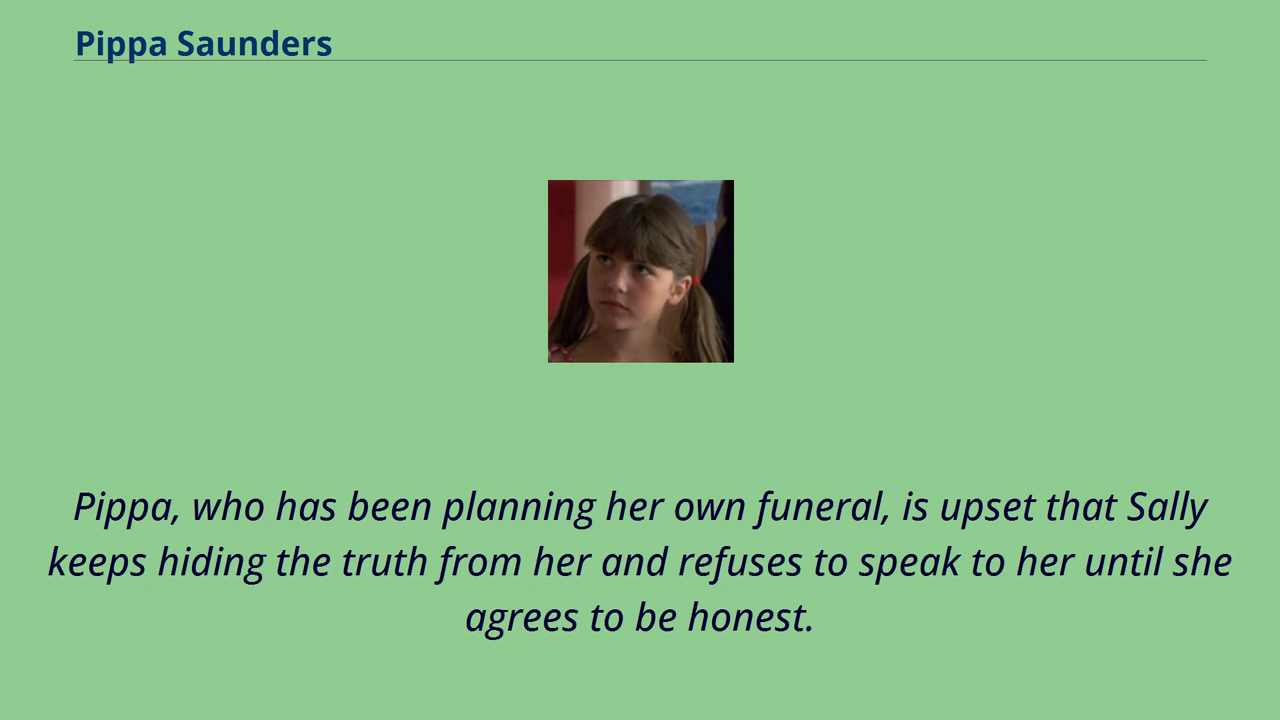 Pippa Saunders
Pippa, who has been planning her own funeral, is upset that Sally
keeps hiding the truth from her and refuses to speak to her until she
agrees to be honest.